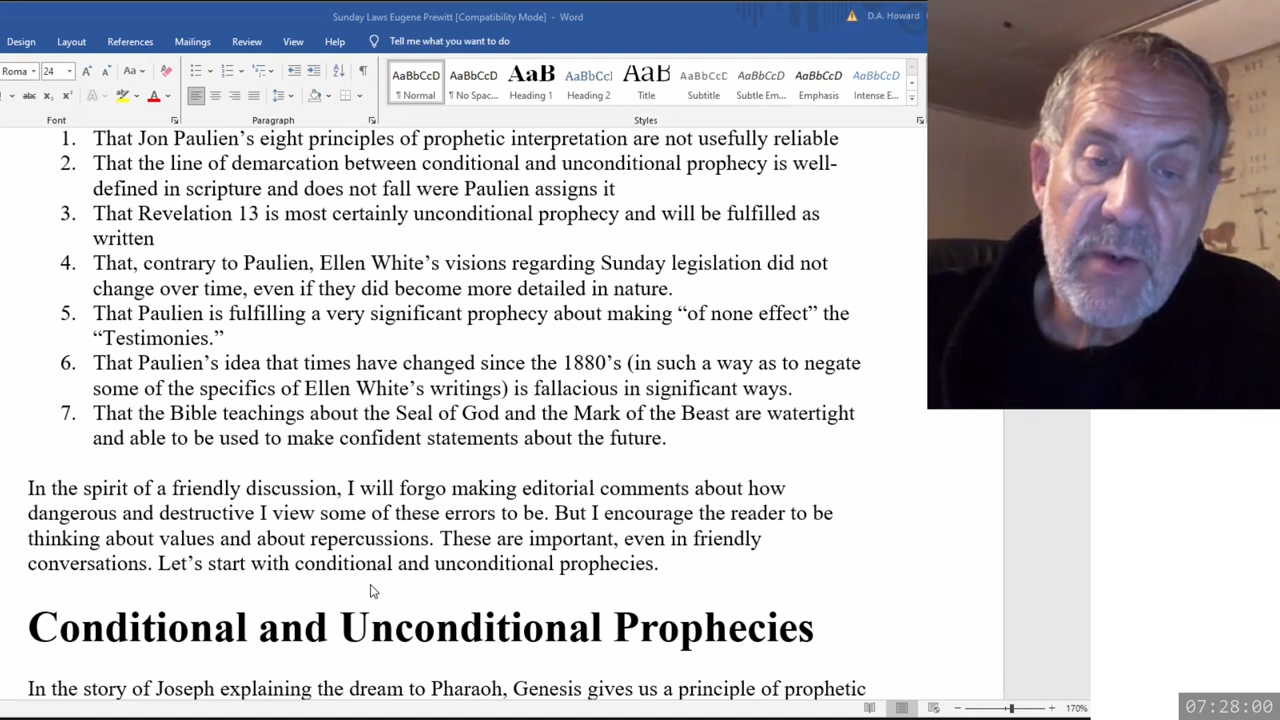 Sunday Laws Eugene Prewitt [Compatibility Mode] - Word
D.A. Howard
Design Layout References Mailings Review View Help Tell me what you want to do
Roma 24 A A Aa
AaBbCcD AaBbCcD AaB AaBbCc AaB AaBbCcD AaBbCcD AaBbCcD AaBbCcD
¶ Normal ¶ No Spac... Heading 1 Heading 2 Title Subtitle Subtle Em... Emphasis Intense E...
Font Paragraph Styles
1. That Jon Paulien’s eight principles of prophetic interpretation are not usefully reliable
2. That the line of demarcation between conditional and unconditional prophecy is well-
defined in scripture and does not fall were Paulien assigns it
3. That Revelation 13 is most certainly unconditional prophecy and will be fulfilled as
written
4. That, contrary to Paulien, Ellen White’s visions regarding Sunday legislation did not
change over time, even if they did become more detailed in nature.
5. That Paulien is fulfilling a very significant prophecy about making “of none effect” the
“Testimonies.”
6. That Paulien’s idea that times have changed since the 1880’s (in such a way as to negate
some of the specifics of Ellen White’s writings) is fallacious in significant ways.
7. That the Bible teachings about the Seal of God and the Mark of the Beast are watertight
and able to be used to make confident statements about the future.
In the spirit of a friendly discussion, I will forgo making editorial comments about how
dangerous and destructive I view some of these errors to be. But I encourage the reader to be
thinking about values and about repercussions. These are important, even in friendly
conversations. Let’s start with conditional and unconditional prophecies.
Conditional and Unconditional Prophecies
In the story of Joseph explaining the dream to Pharaoh, Genesis gives us a principle of prophetic
170%
07:28:00